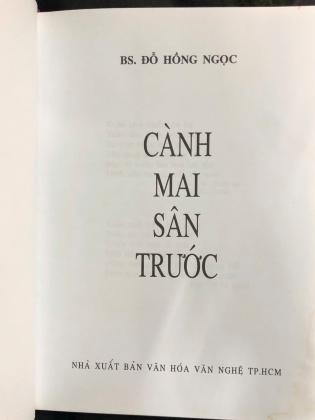 BS. ĐỖ HỒNG NGỌC
CÀNH
MAI
SÂN
TRƯỚC
NHÀ XUẤT BẢN VĂN HÓA VĂN NGHỆ TP.HCM